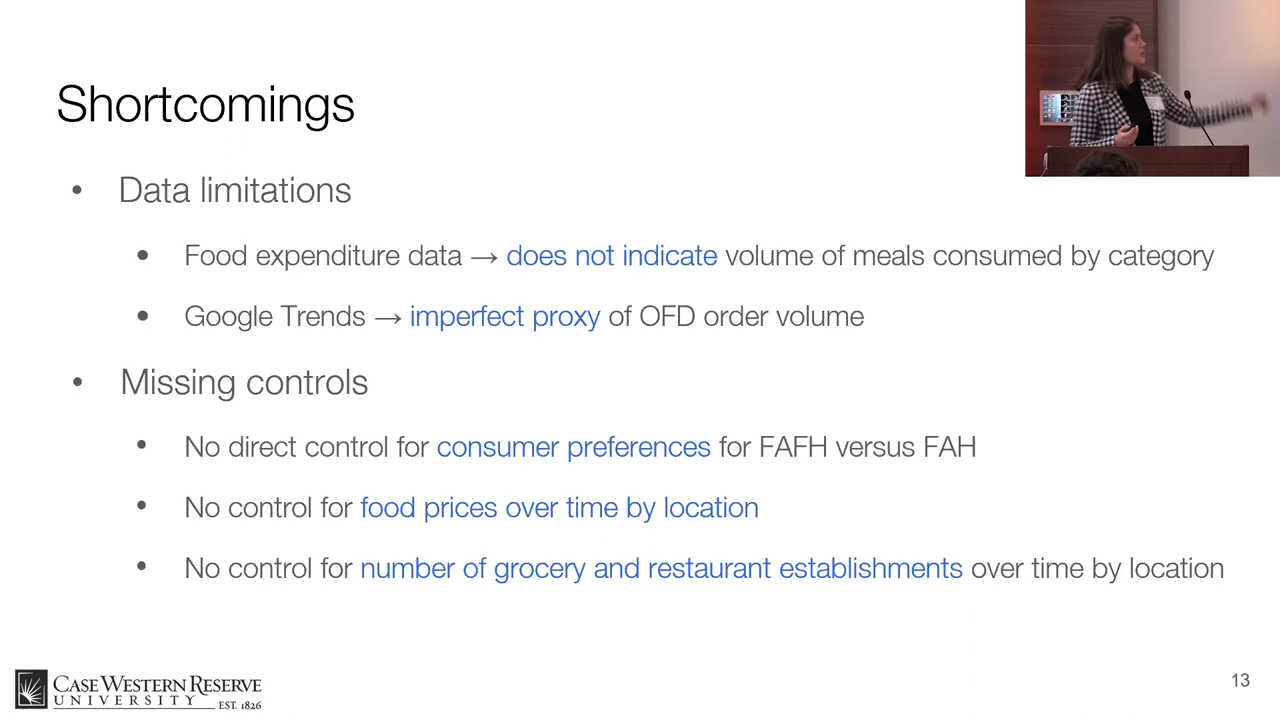 Shortcomings
• Data limitations
• Food expenditure data → does not indicate volume of meals consumed by category
• Google Trends → imperfect proxy of OFD order volume
• Missing controls
• No direct control for consumer preferences for FAFH versus FAH
• No control for food prices over time by location
• No control for number of grocery and restaurant establishments over time by location
CASE WESTERN RESERVE
UNIVERSITY EST. 1826
13